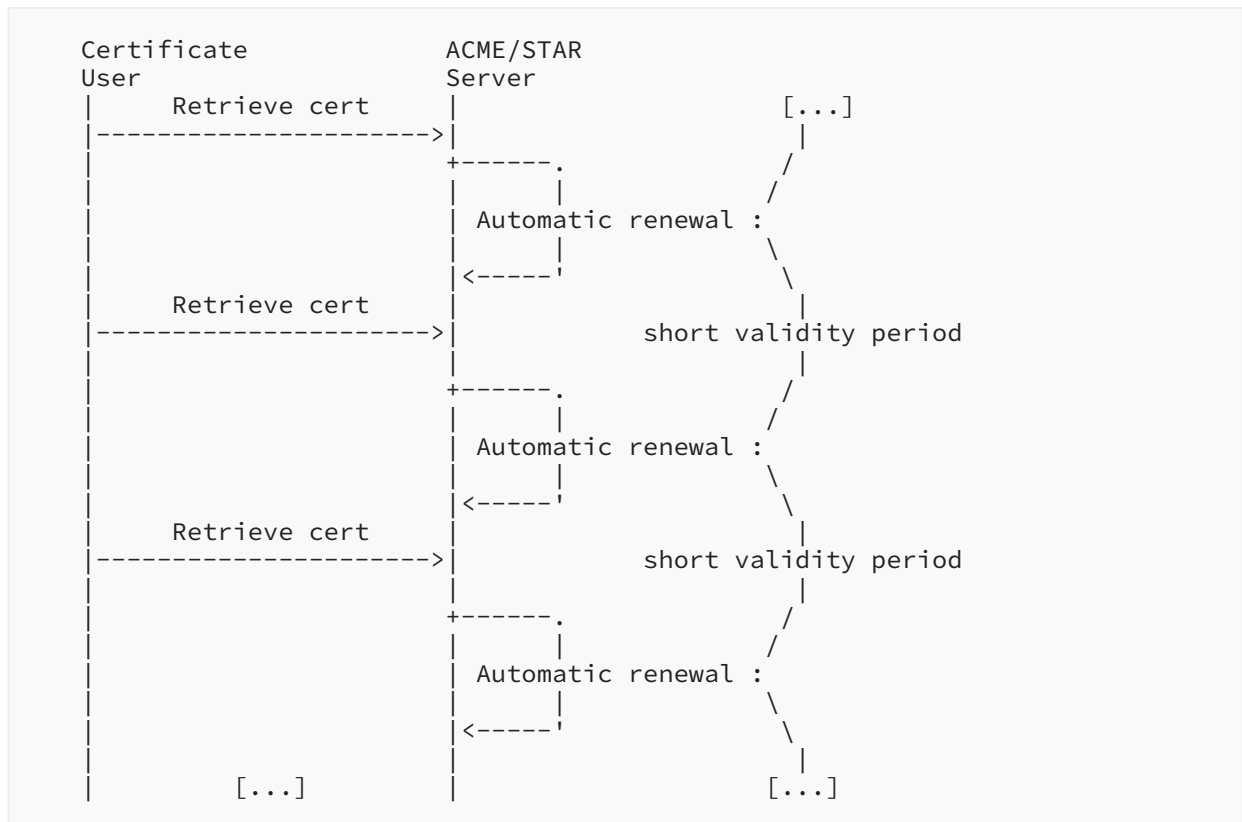 Certificate ACME/STAR
User Server
Retrieve cert [...]
Automatic renewal :
Retrieve cert
short validity period
Automatic renewal :
Retrieve cert
short validity period
Automatic renewal :
[...] [...]